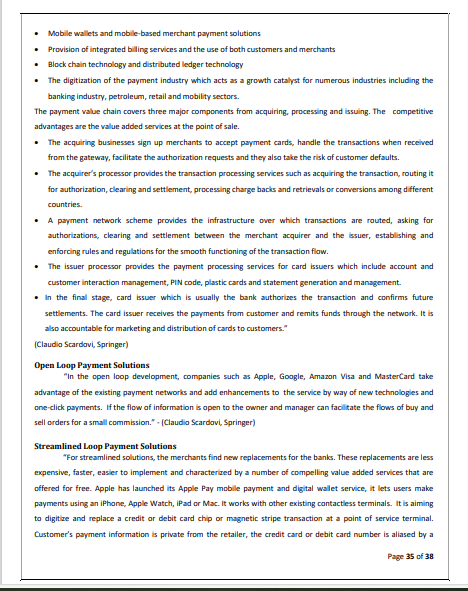 • Mobile wallets and mobile-based merchant payment solutions
• Provision of integrated billing services and the use of both customers and merchants
• Block chain technology and distributed ledger technology
• The digitization of the payment industry which acts as a growth catalyst for numerous industries including the
banking industry, petroleum, retail and mobility sectors.
The payment value chain covers three major components from acquiring, processing and issuing. The competitive
advantages are the value added services at the point of sale.
• The acquiring businesses sign up merchants to accept payment cards, handle the transactions when received
from the gateway, facilitate the authorization requests and they also take the risk of customer defaults.
• The acquirer's processor provides the transaction processing services such as acquiring the transaction, routing it
for authorization, clearing and settlement, processing charge backs and retrievals or conversions among different
countries.
• A payment network scheme provides the infrastructure over which transactions are routed, asking for
authorizations, clearing and settlement between the merchant acquirer and the issuer, establishing and
enforcing rules and regulations for the smooth functioning of the transaction flow.
• The issuer processor provides the payment processing services for card issuers which include account and
customer interaction management, PIN code, plastic cards and statement generation and management.
• In the final stage, card issuer which is usually the bank authorizes the transaction and confirms future
settlements. The card issuer receives the payments from customer and remits funds through the network. It is
also accountable for marketing and distribution of cards to customers."
(Claudio Scardovi, Springer)
Open Loop Payment Solutions
"In the open loop development, companies such as Apple, Google, Amazon Visa and MasterCard take
advantage of the existing payment networks and add enhancements to the service by way of new technologies and
one-click payments. If the flow of information is open to the owner and manager can facilitate the flows of buy and
sell orders for a small commission." - (Claudio Scardovi, Springer)
Streamlined Loop Payment Solutions
"For streamlined solutions, the merchants find new replacements for the banks. These replacements are less
expensive, faster, easier to implement and characterized by a number of compelling value added services that are
offered for free. Apple has launched its Apple Pay mobile payment and digital wallet service, it lets users make
payments using an iPhone, Apple Watch, iPad or Mac. It works with other existing contactless terminals. It is aiming
to digitize and replace a credit or debit card chip or magnetic stripe transaction at a point of service terminal.
Customer's payment information is private from the retailer, the credit card or debit card number is aliased by a
Page 35 of 38